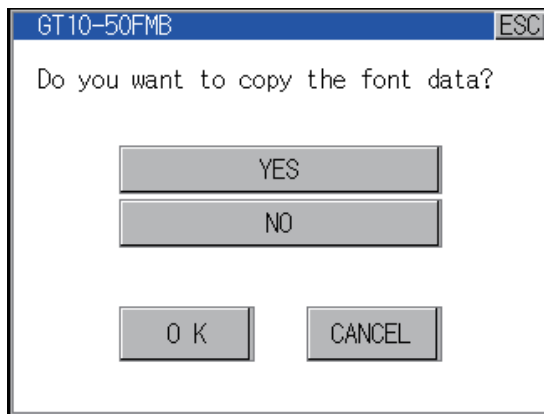 GT10-50FMB ESC
Do you want to copy the font data?
YES
NO
O K CANCEL